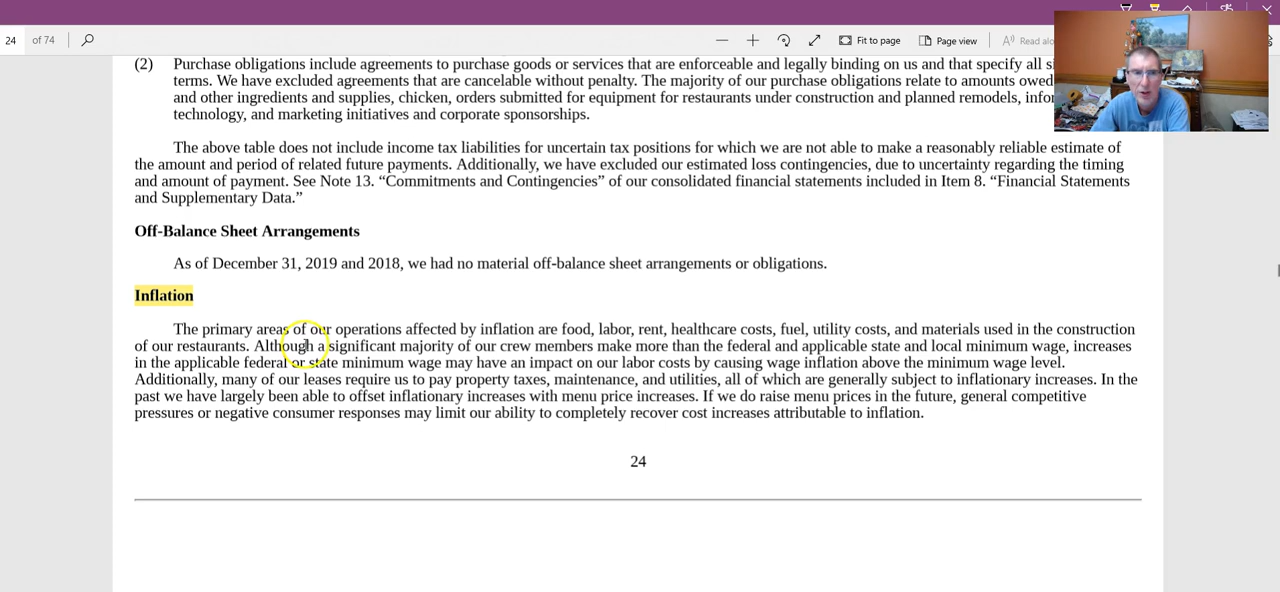 24 of 74 Fit to page Page view Read alo
(2) Purchase obligations include agreements to purchase goods or services that are enforceable and legally binding on us and that specify all si
terms. We have excluded agreements that are cancelable without penalty. The majority of our purchase obligations relate to amounts owed
and other ingredients and supplies, chicken, orders submitted for equipment for restaurants under construction and planned remodels, infor
technology, and marketing initiatives and corporate sponsorships.
The above table does not include income tax liabilities for uncertain tax positions for which we are not able to make a reasonably reliable estimate of
the amount and period of related future payments. Additionally, we have excluded our estimated loss contingencies, due to uncertainty regarding the timing
and amount of payment. See Note 13. “Commitments and Contingencies” of our consolidated financial statements included in Item 8. “Financial Statements
and Supplementary Data.”
Off-Balance Sheet Arrangements
As of December 31, 2019 and 2018, we had no material off-balance sheet arrangements or obligations.
Inflation
The primary areas of our operations affected by inflation are food, labor, rent, healthcare costs, fuel, utility costs, and materials used in the construction
of our restaurants. Although a significant majority of our crew members make more than the federal and applicable state and local minimum wage, increases
in the applicable federal or state minimum wage may have an impact on our labor costs by causing wage inflation above the minimum wage level.
Additionally, many of our leases require us to pay property taxes, maintenance, and utilities, all of which are generally subject to inflationary increases. In the
past we have largely been able to offset inflationary increases with menu price increases. If we do raise menu prices in the future, general competitive
pressures or negative consumer responses may limit our ability to completely recover cost increases attributable to inflation.
24